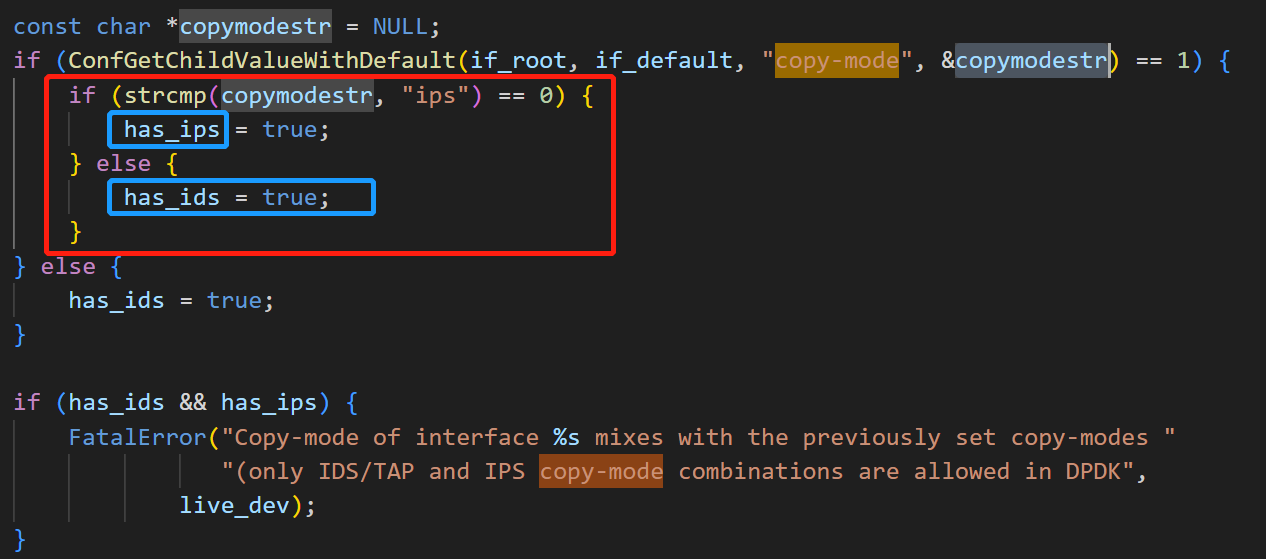 const char *copymodestr = NULL;
if (ConfGetChildValueWithDefault(if_root, if_default, "copy-mode", &copymodestr) == 1) {
if (strcmp(copymodestr, "ips") == 0) {
has_ips = true;
} else {
has_ids = true;
}
} else {
has_ids = true;
}
if (has_ids && has_ips) {
FatalError("Copy-mode of interface %s mixes with the previously set copy-modes "
"(only IDS/TAP and IPS copy-mode combinations are allowed in DPDK",
live_dev);
}